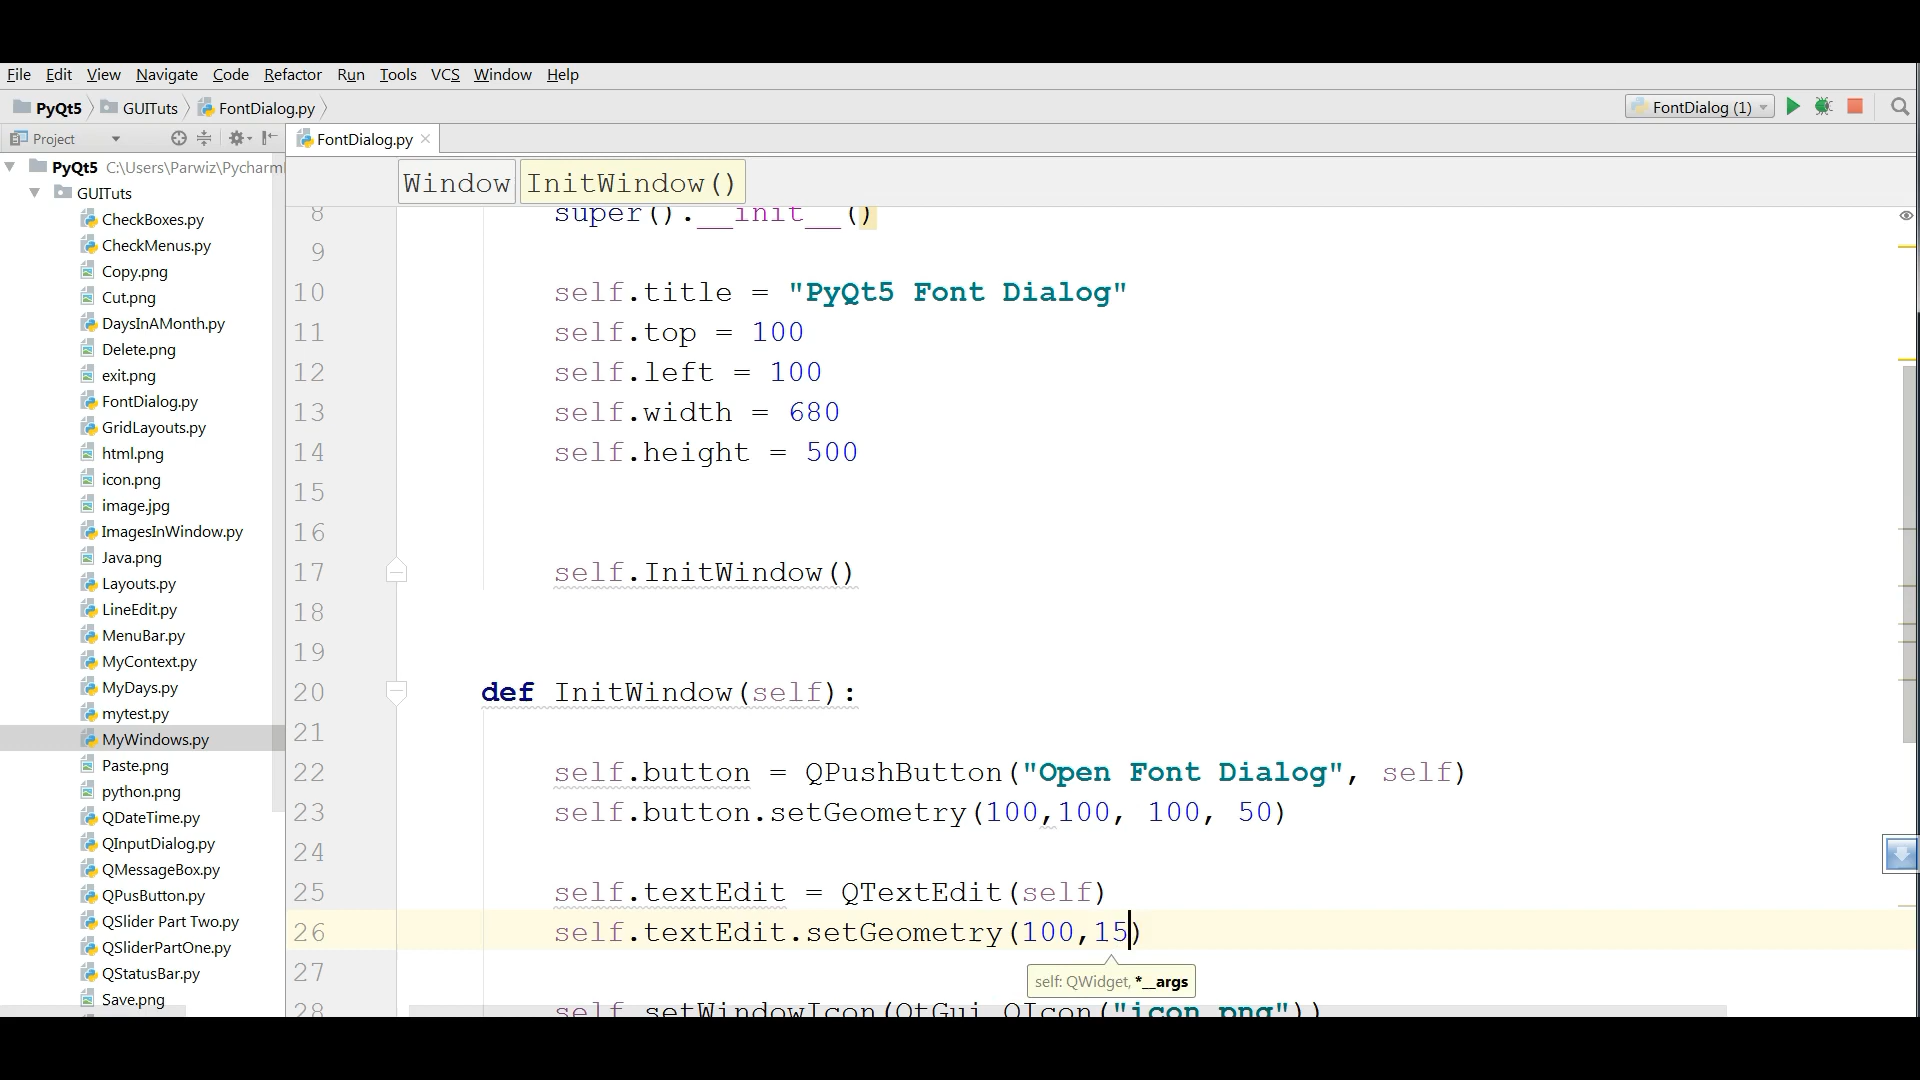 File Edit View Navigate Code Refactor Run Tools VCS Window Help
PyQt5 GUITuts FontDialog.py FontDialog (1)
Project FontDialog.py
PyQt5 C:\Users\Parwiz\Pycharm
Window InitWindow()
GUITuts
CheckBoxes.py
CheckMenus.py
Copy.png
Cut.png
DaysInAMonth.py
Delete.png
exit.png
FontDialog.py
GridLayouts.py
html.png
icon.png
image.jpg
ImagesInWindow.py
Java.png
Layouts.py
LineEdit.py
MenuBar.py
MyContext.py
MyDays.py
mytest.py
MyWindows.py
Paste.png
python.png
QDateTime.py
QInputDialog.py
QMessageBox.py
QPusButton.py
QSlider Part Two.py
QSliderPartOne.py
QStatusBar.py
Save.png
8 super().__init__()
9
10 self.title = "PyQt5 Font Dialog"
11 self.top = 100
12 self.left = 100
13 self.width = 680
14 self.height = 500
15
16
17 self.InitWindow()
18
19
20 def InitWindow(self):
21
22 self.button = QPushButton("Open Font Dialog", self)
23 self.button.setGeometry(100,100, 100, 50)
24
25 self.textEdit = QTextEdit(self)
26 self.textEdit.setGeometry(100,15)
27 self: QWidget, *__args
28 self.setWindowIcon(QtGui.QIcon("icon.png"))